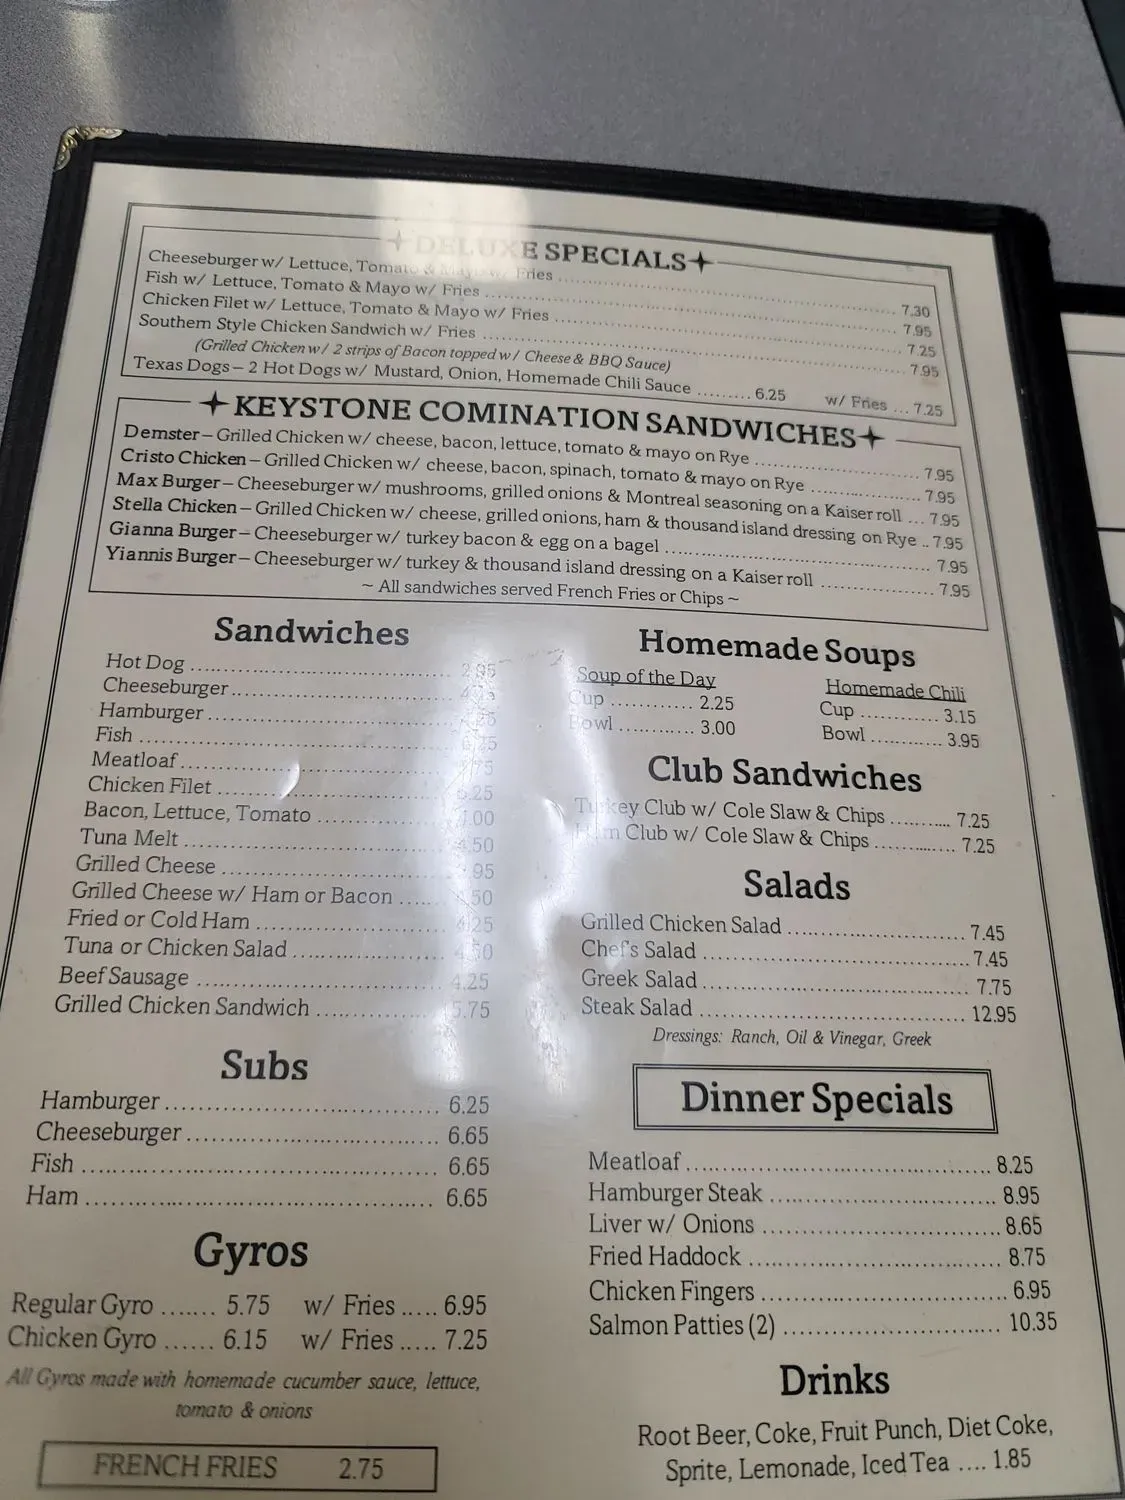 DELUXE SPECIALS
Cheeseburger w/ Lettuce, Tomato & Mayo w/ Fries ... 7.30
Fish w/ Lettuce, Tomato & Mayo w/ Fries ... 7.95
Chicken Filet w/ Lettuce, Tomato & Mayo w/ Fries ... 7.25
Southern Style Chicken Sandwich w/ Fries ... 7.95
(Grilled Chicken w/ 2 strips of Bacon topped w/ Cheese & BBQ Sauce)
Texas Dogs – 2 Hot Dogs w/ Mustard, Onion, Homemade Chili Sauce ... 6.25 w/ Fries ... 7.25
KEYSTONE COMINATION SANDWICHES
Demster – Grilled Chicken w/ cheese, bacon, lettuce, tomato & mayo on Rye ... 7.95
Cristo Chicken – Grilled Chicken w/ cheese, bacon, spinach, tomato & mayo on Rye ... 7.95
Max Burger – Cheeseburger w/ mushrooms, grilled onions & Montreal seasoning on a Kaiser roll ... 7.95
Stella Chicken – Grilled Chicken w/ cheese, grilled onions, ham & thousand island dressing on Rye .. 7.95
Gianna Burger – Cheeseburger w/ turkey bacon & egg on a bagel ... 7.95
Yiannis Burger – Cheeseburger w/ turkey & thousand island dressing on a Kaiser roll ... 7.95
~ All sandwiches served French Fries or Chips ~
Sandwiches
Hot Dog ... 2.95
Cheeseburger ...
Hamburger ...
Fish ...
Meatloaf ...
Chicken Filet ...
Bacon, Lettuce, Tomato ...
Tuna Melt ...
Grilled Cheese ...
Grilled Cheese w/ Ham or Bacon ...
Fried or Cold Ham ... 4.25
Tuna or Chicken Salad ... 4.50
Beef Sausage ... 4.25
Grilled Chicken Sandwich ... 5.75
Subs
Hamburger ... 6.25
Cheeseburger ... 6.65
Fish ... 6.65
Ham ... 6.65
Gyros
Regular Gyro ... 5.75 w/ Fries ..... 6.95
Chicken Gyro ... 6.15 w/ Fries ..... 7.25
All Gyros made with homemade cucumber sauce, lettuce,
tomato & onions
FRENCH FRIES 2.75
Homemade Soups
Soup of the Day
Cup ... 2.25
Bowl ... 3.00
Homemade Chili
Cup ... 3.15
Bowl ... 3.95
Club Sandwiches
Turkey Club w/ Cole Slaw & Chips ... 7.25
Ham Club w/ Cole Slaw & Chips ... 7.25
Salads
Grilled Chicken Salad ... 7.45
Chef's Salad ... 7.45
Greek Salad ... 7.75
Steak Salad ... 12.95
Dressings: Ranch, Oil & Vinegar, Greek
Dinner Specials
Meatloaf ... 8.25
Hamburger Steak ... 8.95
Liver w/ Onions ... 8.65
Fried Haddock ... 8.75
Chicken Fingers ... 6.95
Salmon Patties (2) ... 10.35
Drinks
Root Beer, Coke, Fruit Punch, Diet Coke,
Sprite, Lemonade, Iced Tea .... 1.85